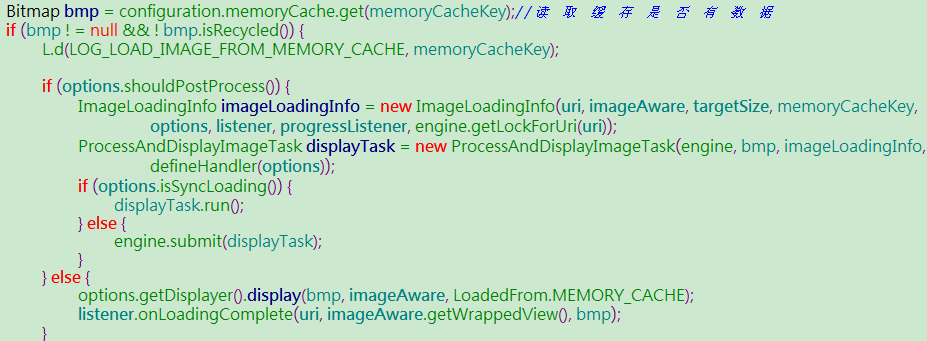 Bitmap bmp = configuration.memoryCache.get(memoryCacheKey);//读 取 缓 存 是 否 有 数 据
if (bmp ! = null && ! bmp.isRecycled()) {
L.d(LOG_LOAD_IMAGE_FROM_MEMORY_CACHE, memoryCacheKey);
if (options.shouldPostProcess()) {
ImageLoadingInfo imageLoadingInfo = new ImageLoadingInfo(uri, imageAware, targetSize, memoryCacheKey,
options, listener, progressListener, engine.getLockForUri(uri));
ProcessAndDisplayImageTask displayTask = new ProcessAndDisplayImageTask(engine, bmp, imageLoadingInfo,
defineHandler(options));
if (options.isSyncLoading()) {
displayTask.run();
} else {
engine.submit(displayTask);
}
} else {
options.getDisplayer().display(bmp, imageAware, LoadedFrom.MEMORY_CACHE);
listener.onLoadingComplete(uri, imageAware.getWrappedView(), bmp);
}